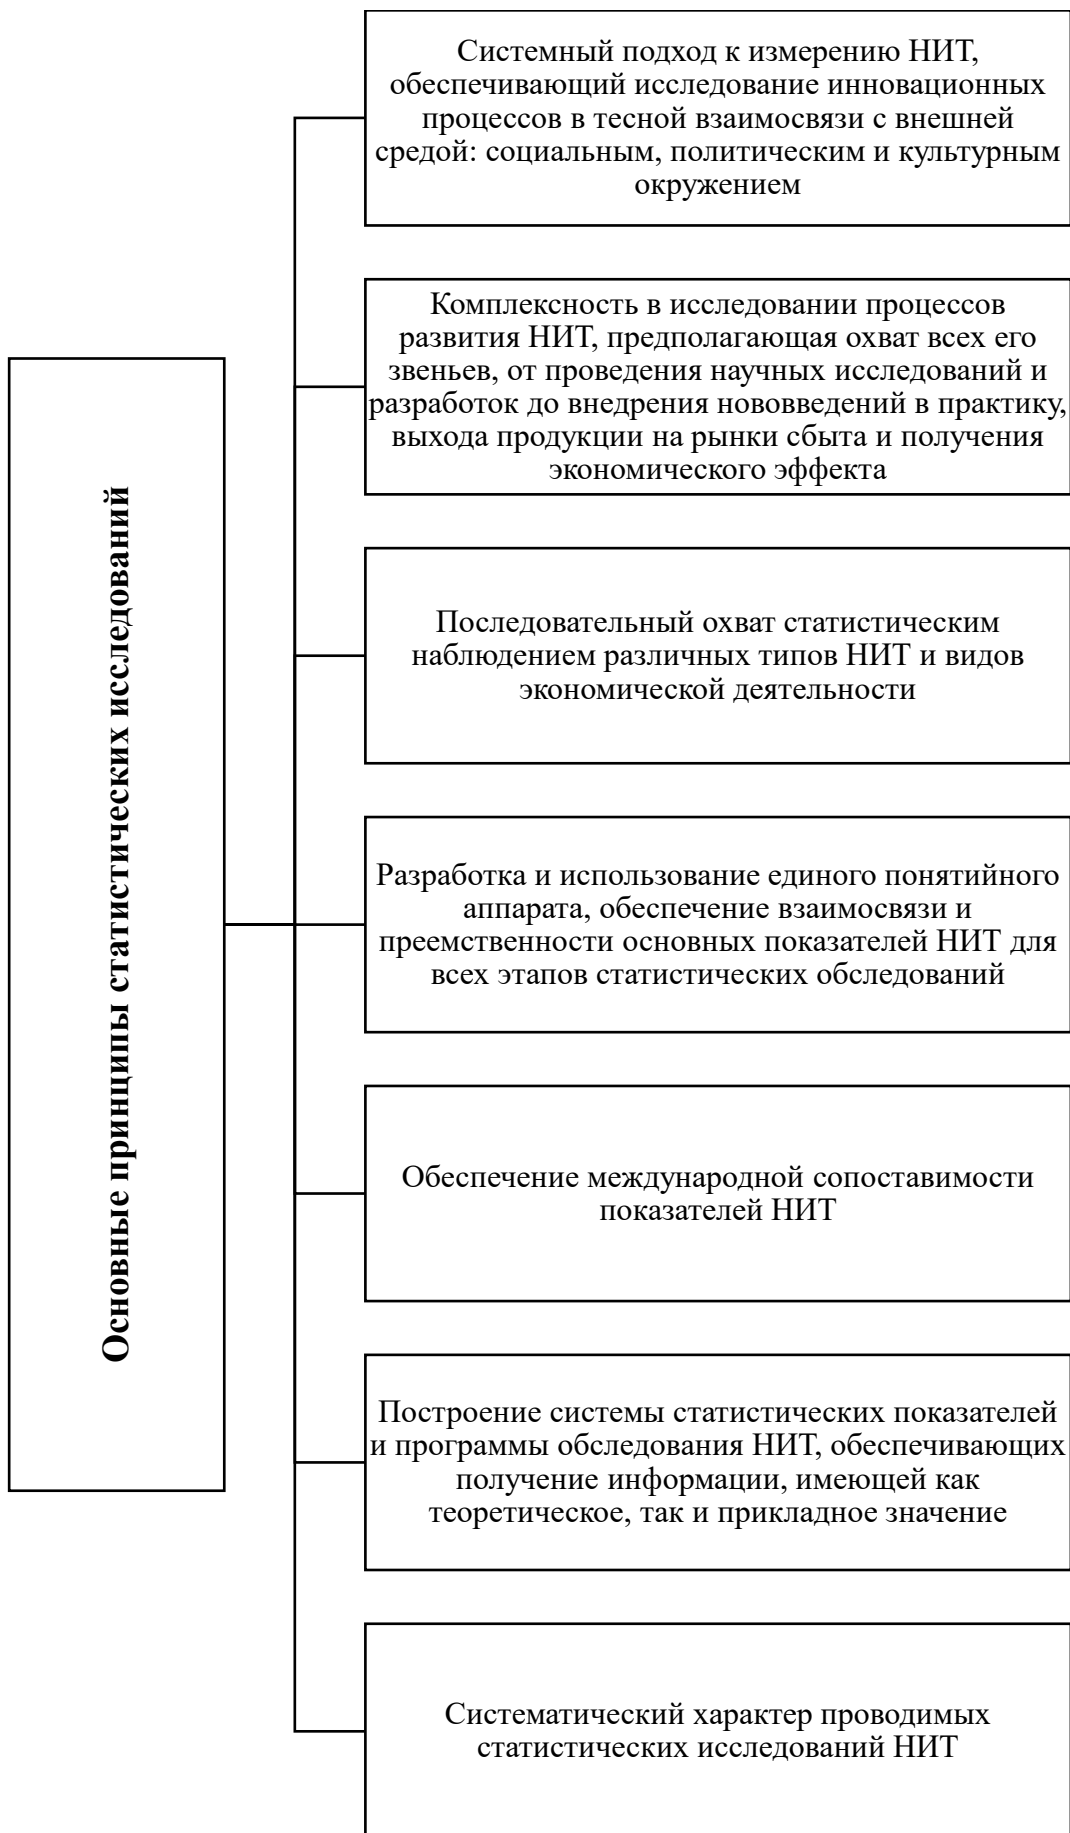 Основные принципы статистических исследований
Системный подход к измерению НИТ,
обеспечивающий исследование инновационных
процессов в тесной взаимосвязи с внешней
средой: социальным, политическим и культурным
окружением
Комплексность в исследовании процессов
развития НИТ, предполагающая охват всех его
звеньев, от проведения научных исследований и
разработок до внедрения нововведений в практику,
выхода продукции на рынки сбыта и получения
экономического эффекта
Последовательный охват статистическим
наблюдением различных типов НИТ и видов
экономической деятельности
Разработка и использование единого понятийного
аппарата, обеспечение взаимосвязи и
преемственности основных показателей НИТ для
всех этапов статистических обследований
Обеспечение международной сопоставимости
показателей НИТ
Построение системы статистических показателей
и программы обследования НИТ, обеспечивающих
получение информации, имеющей как
теоретическое, так и прикладное значение
Систематический характер проводимых
статистических исследований НИТ